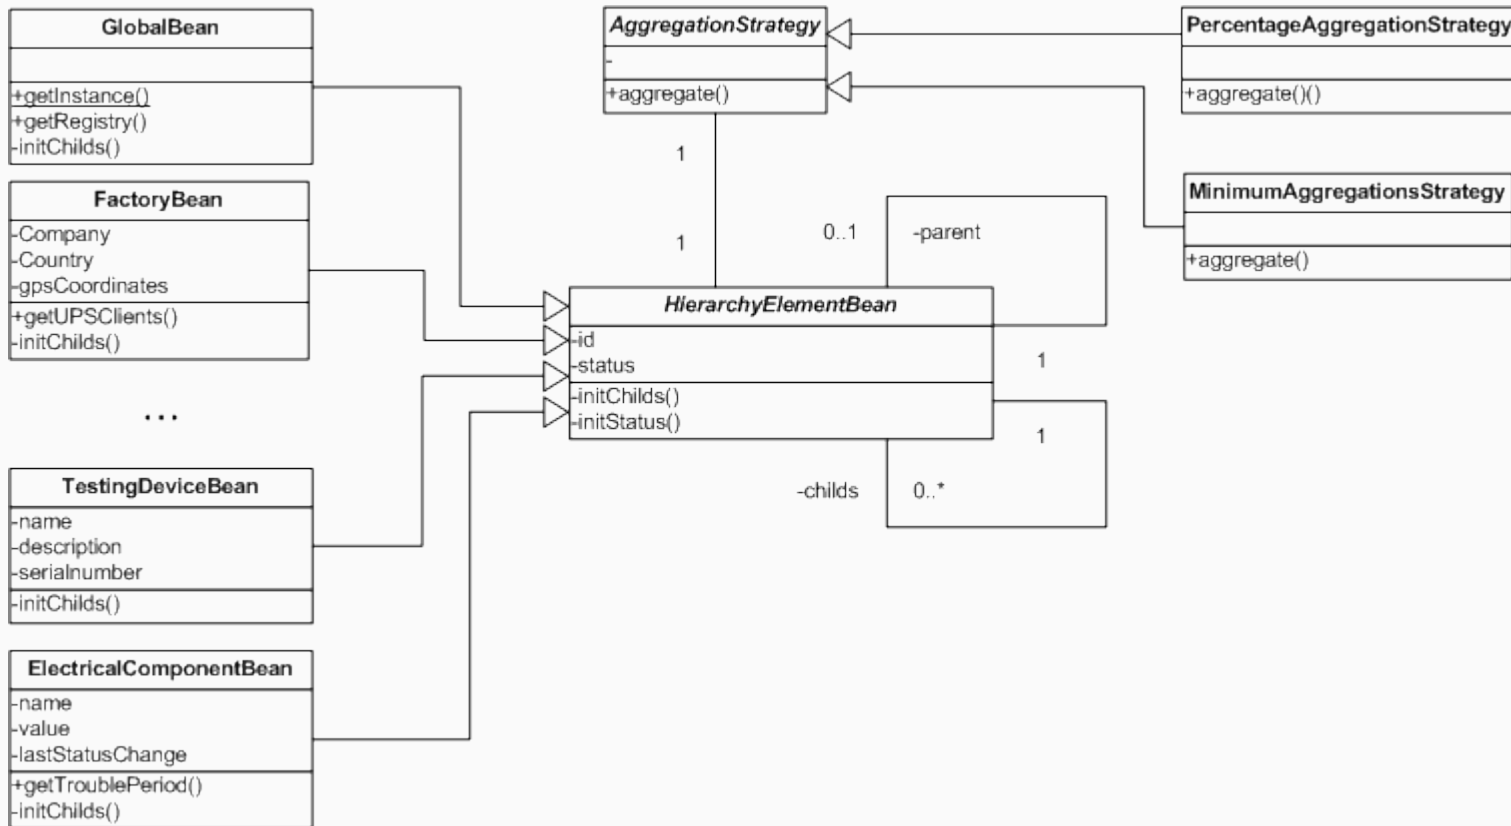 GlobalBean
+getInstance()
+getRegistry()
-initChilds()
FactoryBean
-Company
-Country
-gpsCoordinates
+getUPSClients()
-initChilds()
...
TestingDeviceBean
-name
-description
-serialnumber
-initChilds()
ElectricalComponentBean
-name
-value
-lastStatusChange
+getTroublePeriod()
-initChilds()
AggregationStrategy
-
+aggregate()
1
1
0..1
-parent
HierarchyElementBean
-id
-status
-initChilds()
-initStatus()
1
1
-childs
0..*
PercentageAggregationStrategy
+aggregate()()
MinimumAggregationsStrategy
+aggregate()